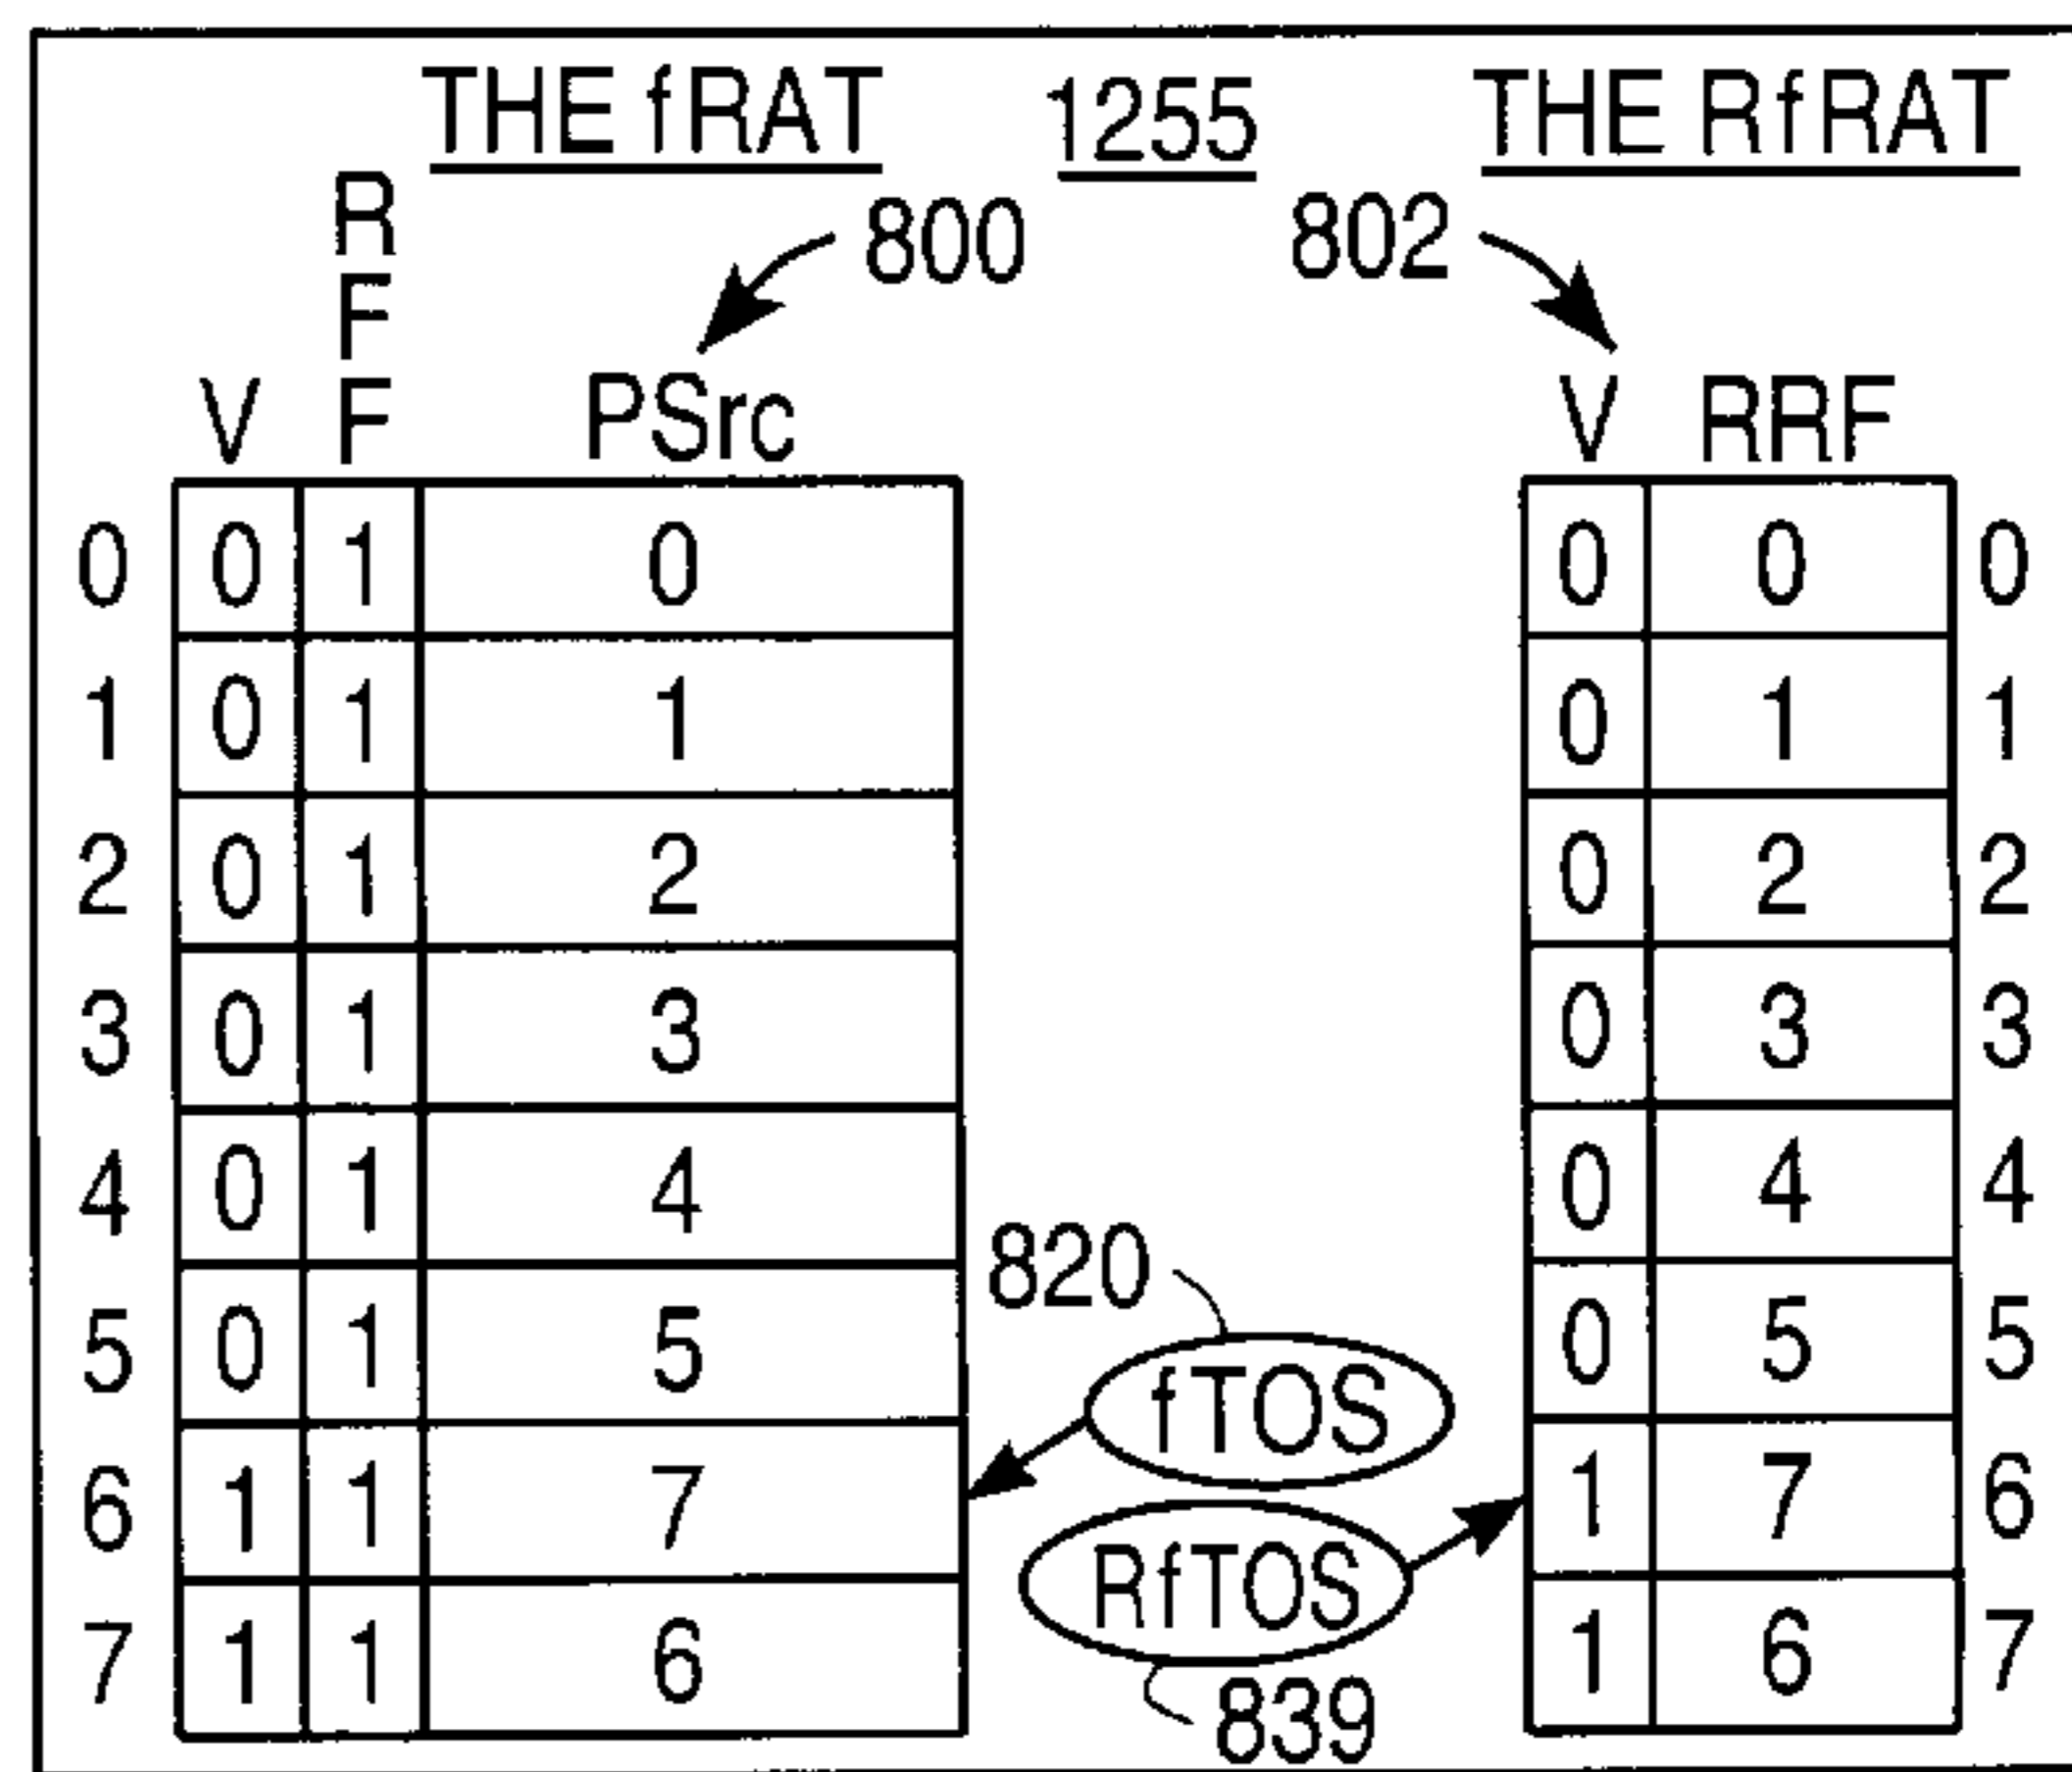 THE fRAT 1255 THE RfRAT
800 802
V RFF PSrc V RRF
0 0 1 0 0 0 0
1 0 1 1 0 1 1
2 0 1 2 0 2 2
3 0 1 3 0 3 3
4 0 1 4 0 4 4
820
5 0 1 5 0 5 5
fTOS
6 1 1 7 1 7 6
RfTOS
7 1 1 6 1 6 7
839